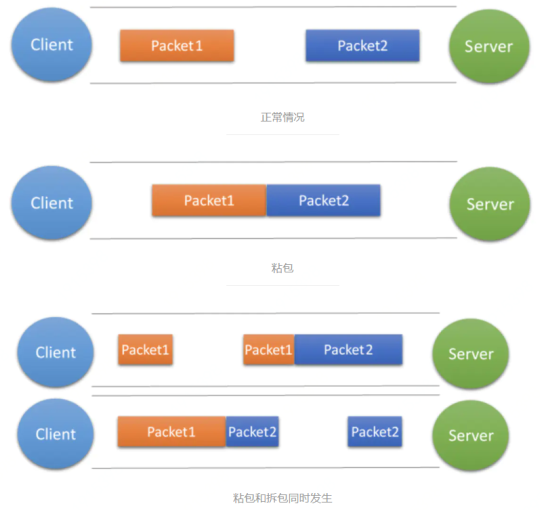 Client Packet1 Packet2 Server
正常情况
Client Packet1 Packet2 Server
粘包
Client Packet1 Packet1 Packet2 Server
Client Packet1 Packet2 Packet2 Server
粘包和拆包同时发生